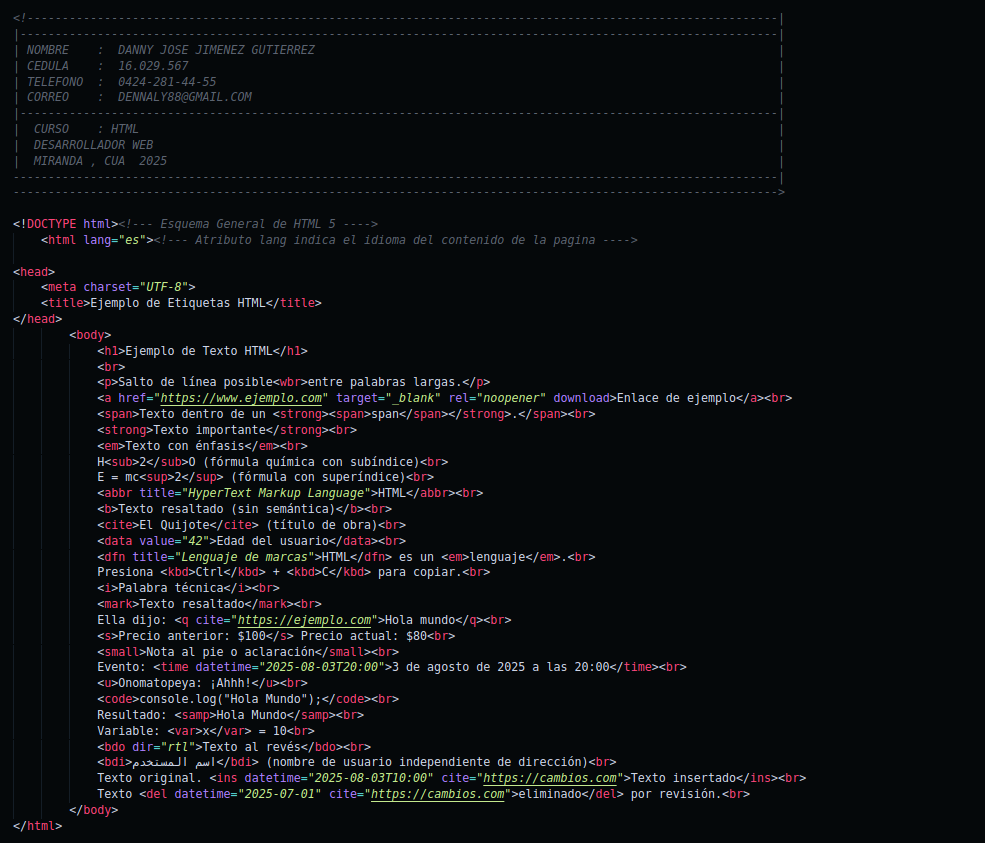 <!-----------------------------------------------------------------------------------------------------------|
|------------------------------------------------------------------------------------------------------------|
| NOMBRE    :  DANNY JOSE JIMENEZ GUTIERREZ                                                                  |
| CEDULA    :  16.029.567                                                                                    |
| TELEFONO  :  0424-281-44-55                                                                                |
| CORREO    :  DENNALY88@GMAIL.COM                                                                           |
|------------------------------------------------------------------------------------------------------------|
|  CURSO    : HTML                                                                                           |
|  DESARROLLADOR WEB                                                                                         |
|  MIRANDA , CUA  2025                                                                                       |
-------------------------------------------------------------------------------------------------------------|
------------------------------------------------------------------------------------------------------------->
<!DOCTYPE html><!--- Esquema General de HTML 5 ---->
    <html lang="es"><!--- Atributo lang indica el idioma del contenido de la pagina ---->
<head>
    <meta charset="UTF-8">
    <title>Ejemplo de Etiquetas HTML</title>
</head>
        <body>
            <h1>Ejemplo de Texto HTML</h1>
            <br>
            <p>Salto de línea posible<wbr>entre palabras largas.</p>
            <a href="https://www.ejemplo.com" target="_blank" rel="noopener" download>Enlace de ejemplo</a><br>
            <span>Texto dentro de un <strong><span>span</span></strong>.</span><br>
            <strong>Texto importante</strong><br>
            <em>Texto con énfasis</em><br>
            H<sub>2</sub>O (fórmula química con subíndice)<br>
            E = mc<sup>2</sup> (fórmula con superíndice)<br>
            <abbr title="HyperText Markup Language">HTML</abbr><br>
            <b>Texto resaltado (sin semántica)</b><br>
            <cite>El Quijote</cite> (título de obra)<br>
            <data value="42">Edad del usuario</data><br>
            <dfn title="Lenguaje de marcas">HTML</dfn> es un <em>lenguaje</em>.<br>
            Presiona <kbd>Ctrl</kbd> + <kbd>C</kbd> para copiar.<br>
            <i>Palabra técnica</i><br>
            <mark>Texto resaltado</mark><br>
            Ella dijo: <q cite="https://ejemplo.com">Hola mundo</q><br>
            <s>Precio anterior: $100</s> Precio actual: $80<br>
            <small>Nota al pie o aclaración</small><br>
            Evento: <time datetime="2025-08-03T20:00">3 de agosto de 2025 a las 20:00</time><br>
            <u>Onomatopeya: ¡Ahhh!</u><br>
            <code>console.log("Hola Mundo");</code><br>
            Resultado: <samp>Hola Mundo</samp><br>
            Variable: <var>x</var> = 10<br>
            <bdo dir="rtl">Texto al revés</bdo><br>
            <bdi>اسم المستخدم</bdi> (nombre de usuario independiente de dirección)<br>
            Texto original. <ins datetime="2025-08-03T10:00" cite="https://cambios.com">Texto insertado</ins><br>
            Texto <del datetime="2025-07-01" cite="https://cambios.com">eliminado</del> por revisión.<br>
        </body>
</html>